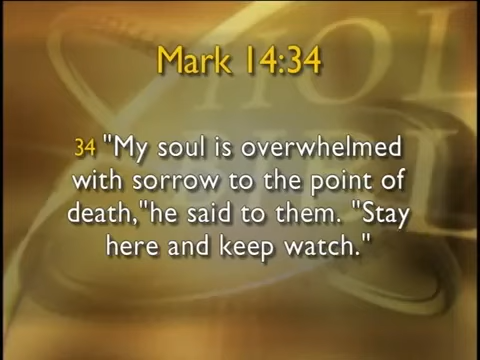 Mark 14:34
34 "My soul is overwhelmed
with sorrow to the point of
death,"he said to them. "Stay
here and keep watch."